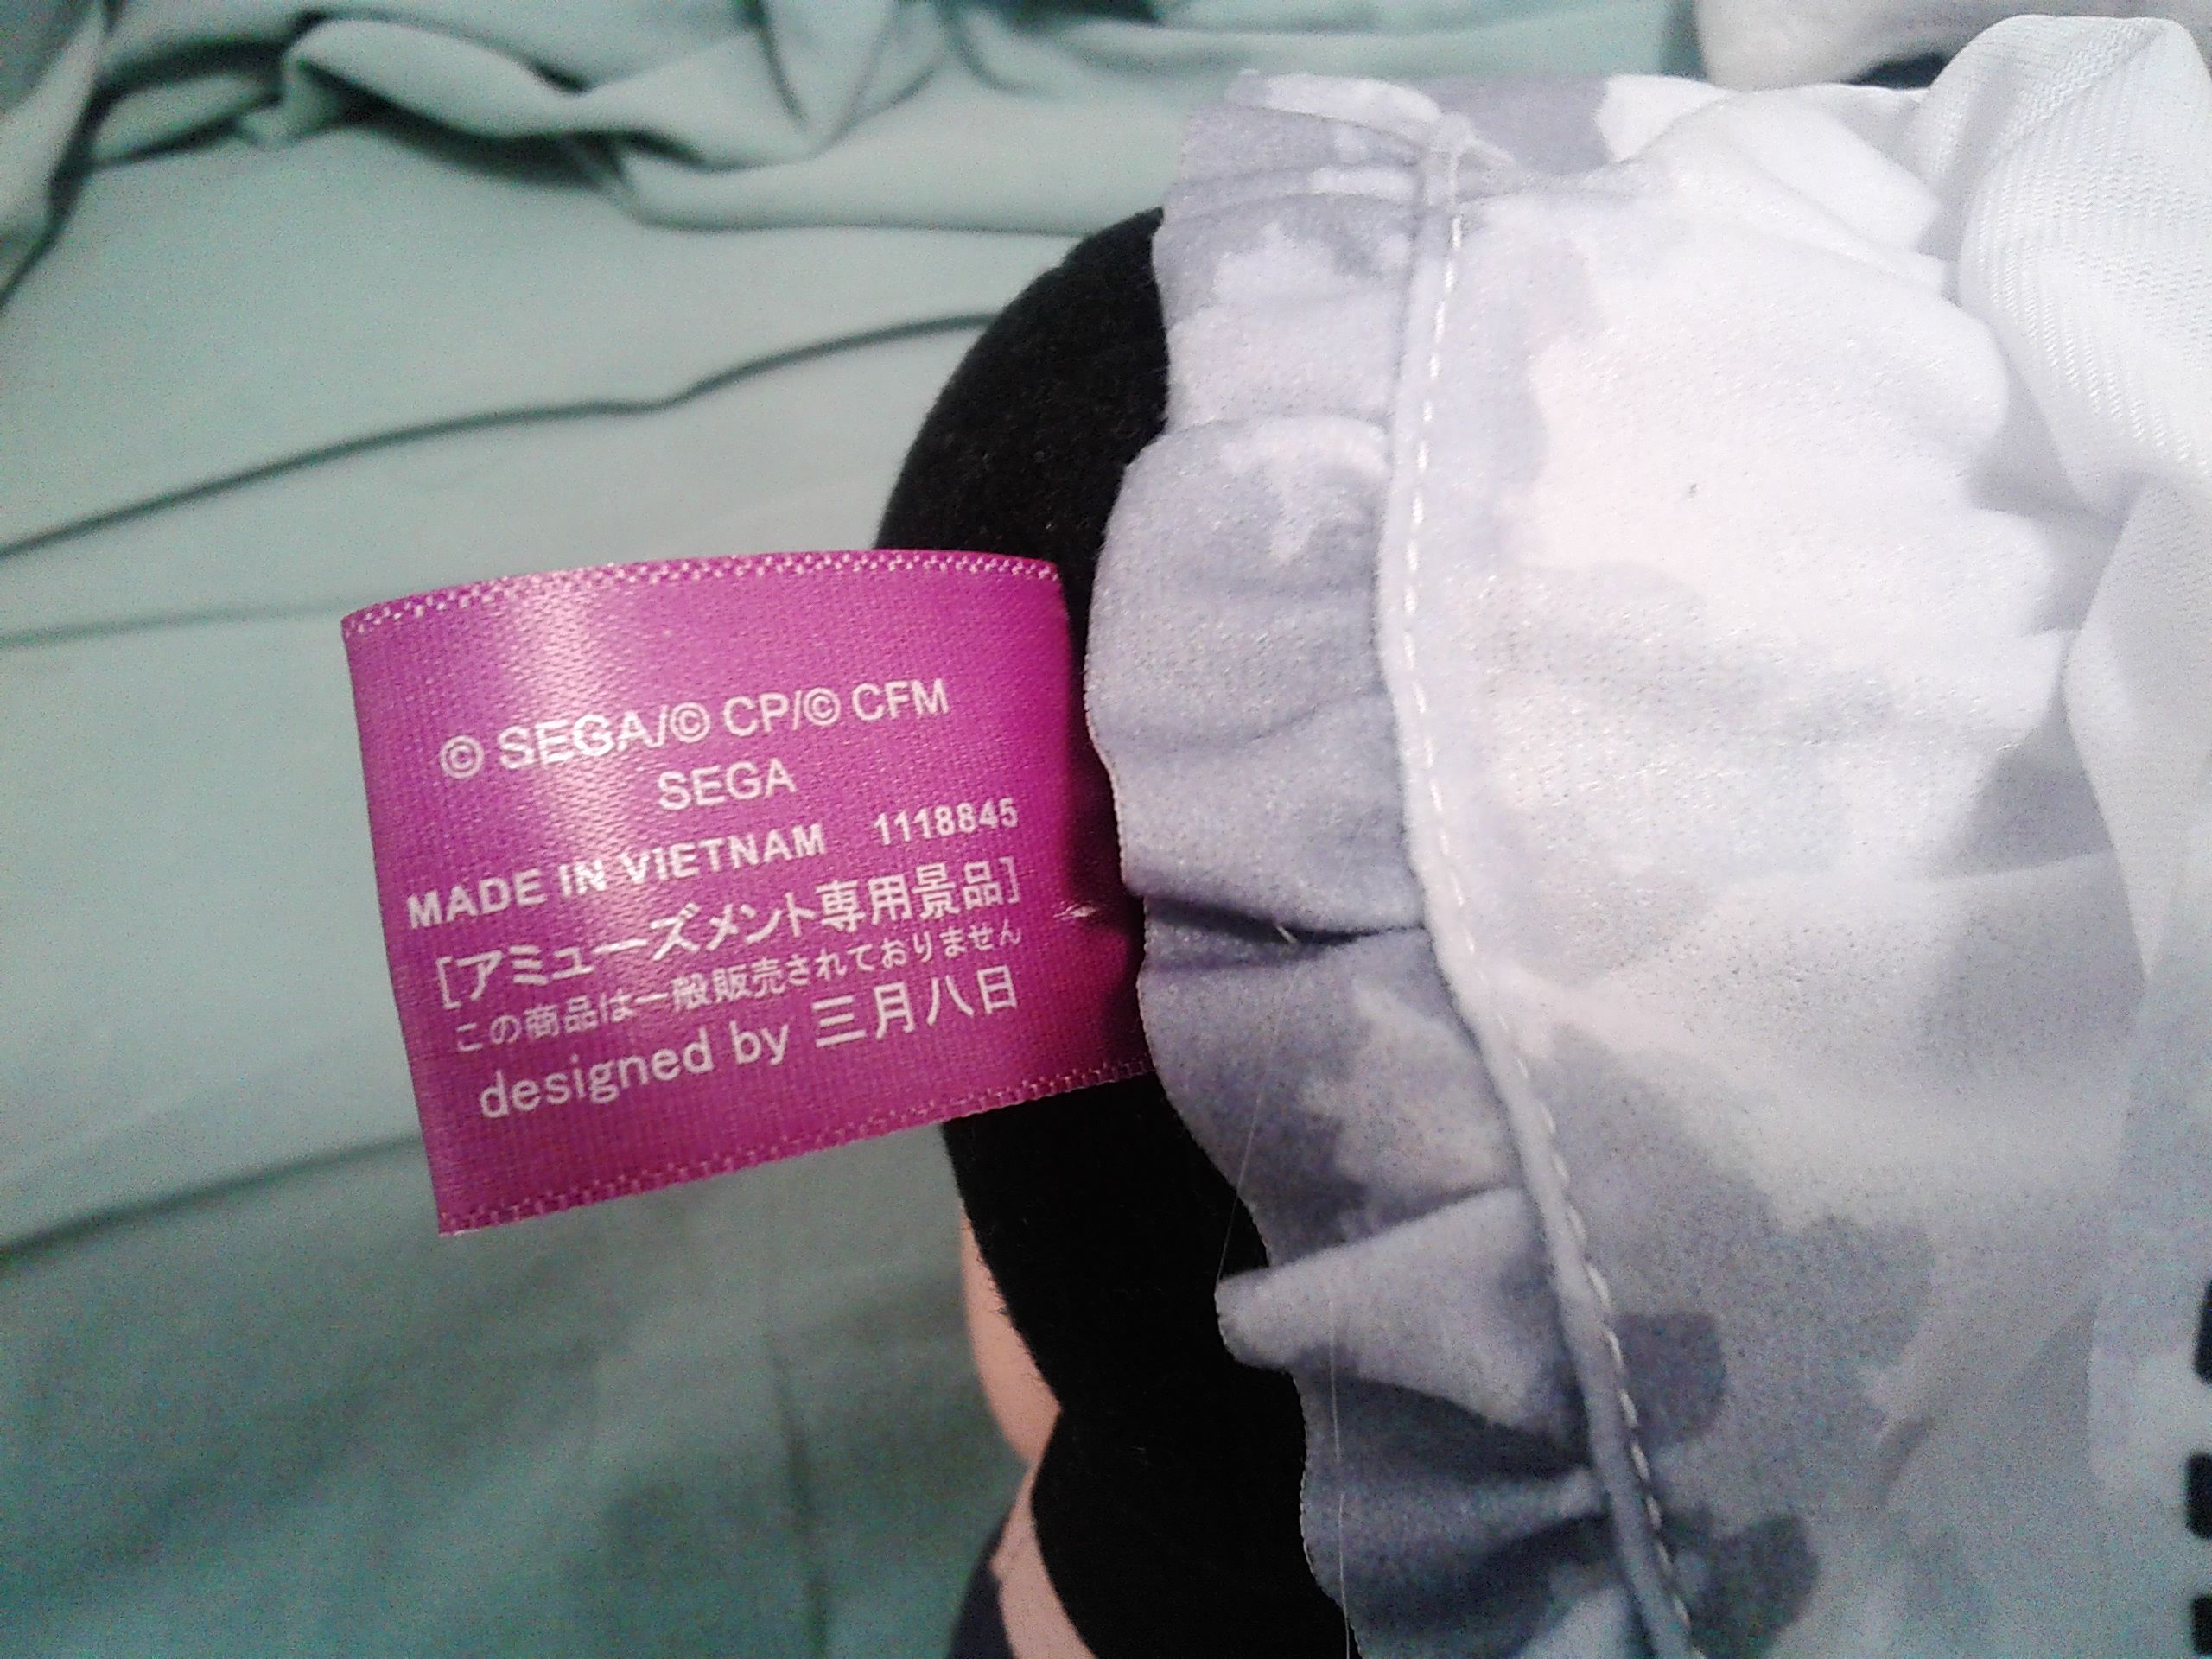 © SEGA/© CP/© CFM
SEGA
MADE IN VIETNAM 1118845
[アミューズメント専用景品]
この商品は一般販売されておりません
designed by 三月八日